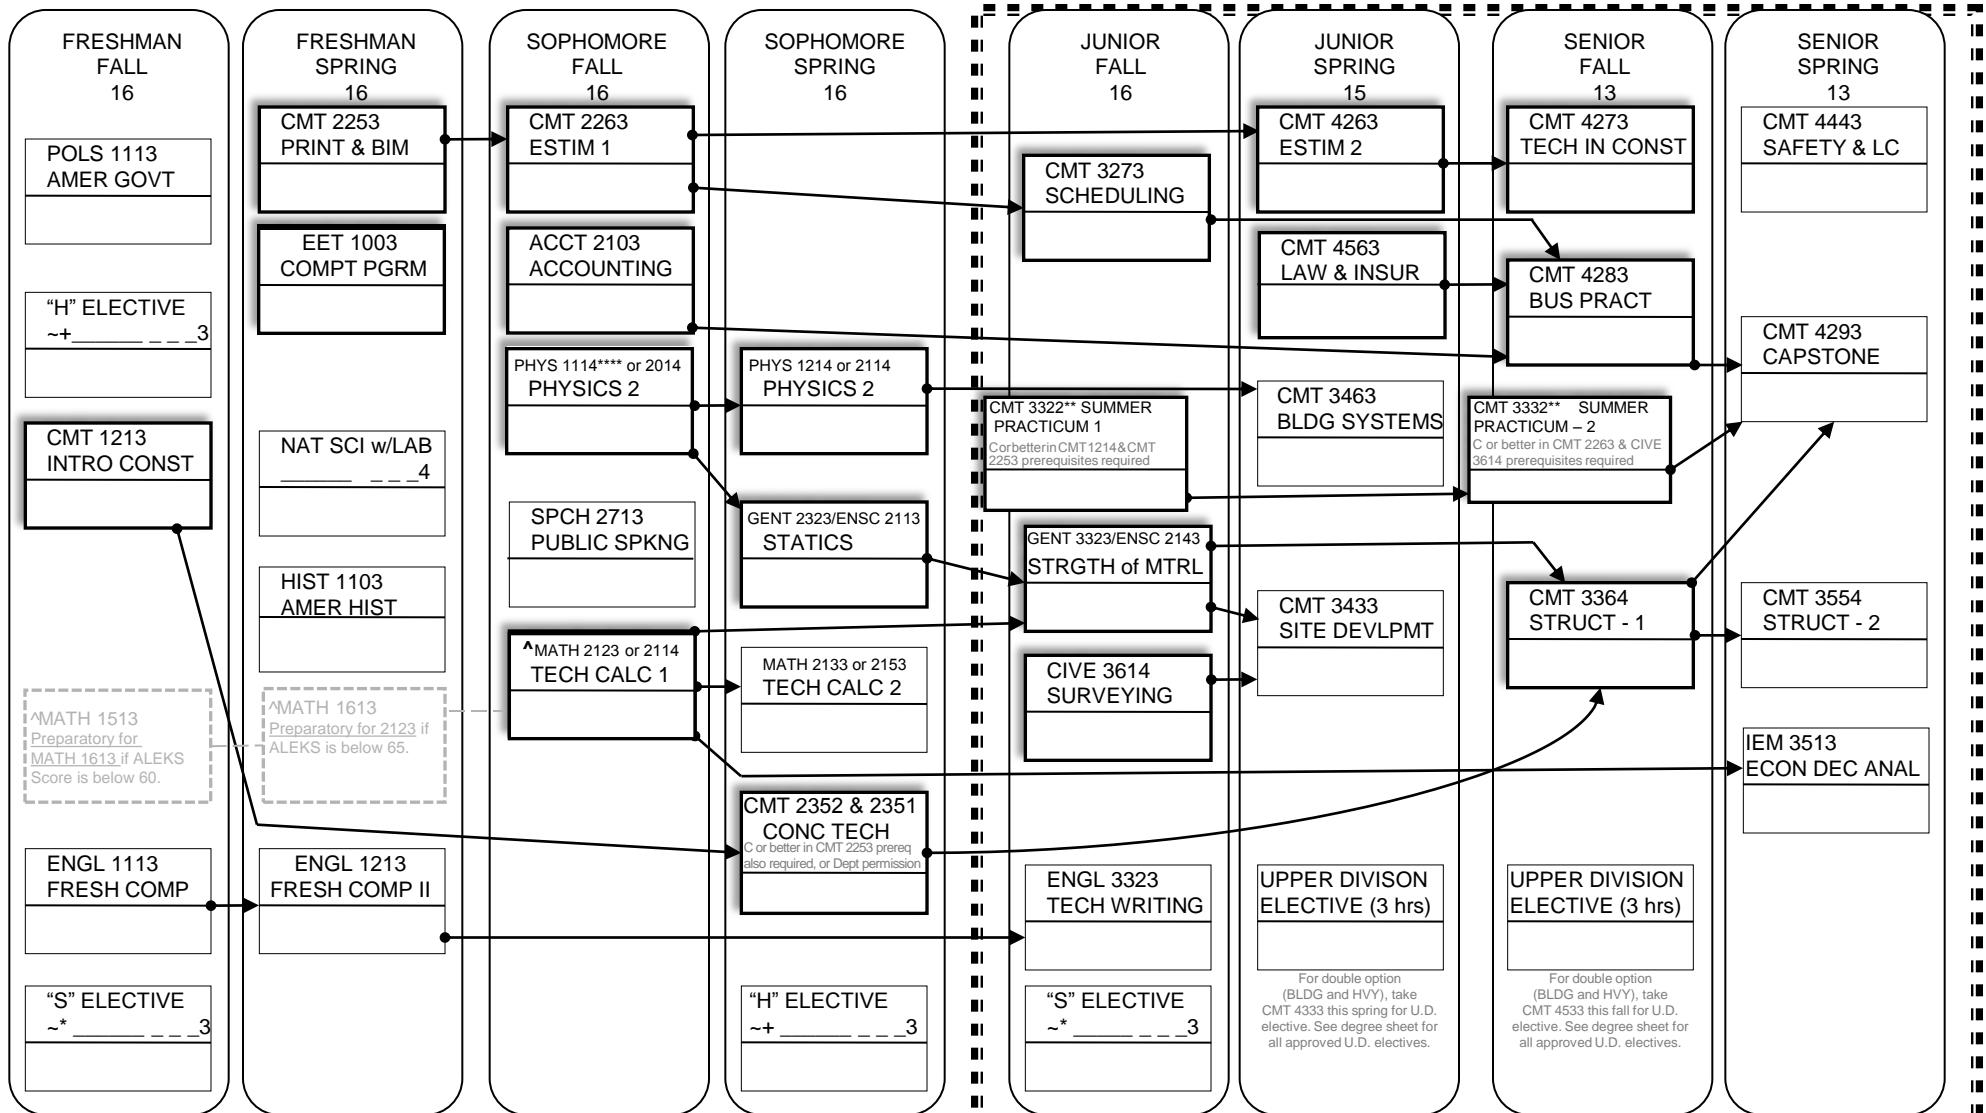 FRESHMAN
FALL
16
POLS 1113
AMER GOVT
“H” ELECTIVE
~+______ _ _ _3
CMT 1213
INTRO CONST
^MATH 1513
Preparatory for
MATH 1613 if ALEKS
Score is below 60.
ENGL 1113
FRESH COMP
“S” ELECTIVE
~* ______ _ _ _3
FRESHMAN
SPRING
16
CMT 2253
PRINT & BIM
EET 1003
COMPT PGRM
NAT SCI w/LAB
______ _ _ _4
HIST 1103
AMER HIST
^MATH 1613
Preparatory for 2123 if
ALEKS is below 65.
ENGL 1213
FRESH COMP II
SOPHOMORE
FALL
16
CMT 2263
ESTIM 1
ACCT 2103
ACCOUNTING
PHYS 1114**** or 2014
PHYSICS 2
SPCH 2713
PUBLIC SPKNG
^MATH 2123 or 2114
TECH CALC 1
SOPHOMORE
SPRING
16
PHYS 1214 or 2114
PHYSICS 2
GENT 2323/ENSC 2113
STATICS
MATH 2133 or 2153
TECH CALC 2
CMT 2352 & 2351
CONC TECH
C or better in CMT 2253 prereq
also required, or Dept permission
“H” ELECTIVE
~+ ______ _ _ _3
JUNIOR
FALL
16
CMT 3273
SCHEDULING
CMT 3322** SUMMER
PRACTICUM 1
C or better in CMT 1214 & CMT
2253 prerequisites required
GENT 3323/ENSC 2143
STRGTH of MTRL
CIVE 3614
SURVEYING
ENGL 3323
TECH WRITING
“S” ELECTIVE
~* ______ _ _ _3
JUNIOR
SPRING
15
CMT 4263
ESTIM 2
CMT 4563
LAW & INSUR
CMT 3463
BLDG SYSTEMS
CMT 3433
SITE DEVLPMT
UPPER DIVISON
ELECTIVE (3 hrs)
For double option
(BLDG and HVY), take
CMT 4333 this spring for U.D.
elective. See degree sheet for
all approved U.D. electives.
SENIOR
FALL
13
CMT 4273
TECH IN CONST
CMT 4283
BUS PRACT
CMT 3332** SUMMER
PRACTICUM – 2
C or better in CMT 2263 & CIVE
3614 prerequisites required
CMT 3364
STRUCT - 1
UPPER DIVISION
ELECTIVE (3 hrs)
For double option
(BLDG and HVY), take
CMT 4533 this fall for U.D.
elective. See degree sheet for
all approved U.D. electives.
SENIOR
SPRING
13
CMT 4443
SAFETY & LC
CMT 4293
CAPSTONE
CMT 3554
STRUCT - 2
IEM 3513
ECON DEC ANAL